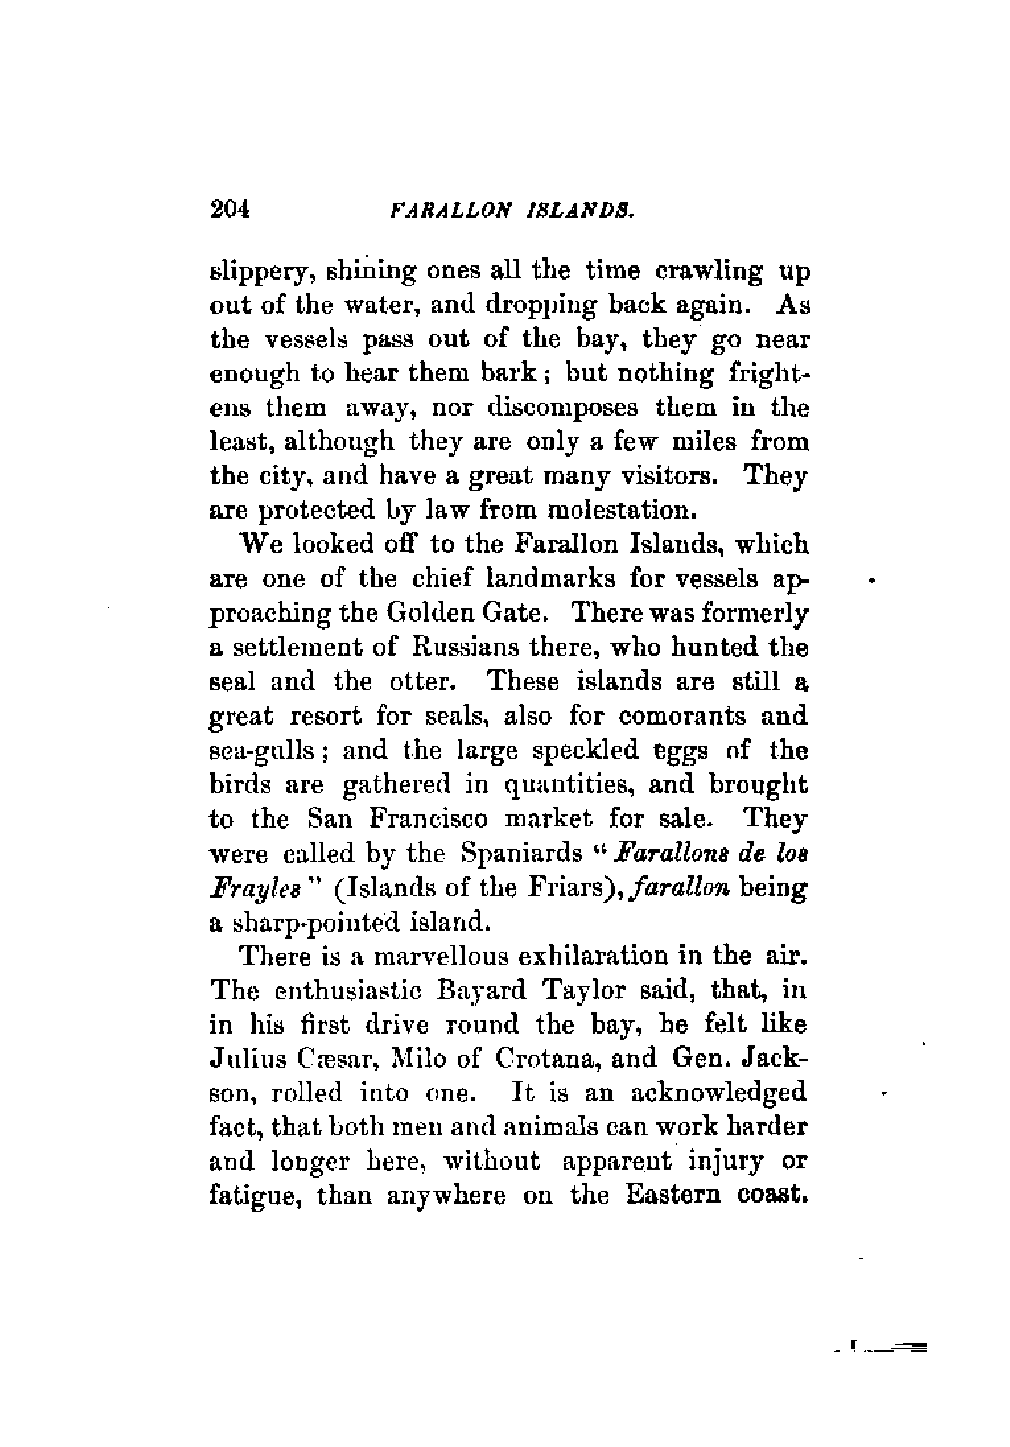 204 FARALLON ISLANDS.
slippery, shining ones all the time crawling up
out of the water, and dropping back again. As
the vessels pass out of the bay, they go near
enough to hear them bark; but nothing fright-
ens them away, nor discomposes them in the
least, although they are only a few miles from
the city, and have a great many visitors. They
are protected by law from molestation.
We looked off to the Farallon Islands, which
are one of the chief landmarks for vessels ap-
proaching the Golden Gate. There was formerly
a settlement of Russians there, who hunted the
seal and the otter. These islands are still a
great resort for seals, also for comorants and
sea-gulls; and the large speckled eggs of the
birds are gathered in quantities, and brought
to the San Francisco market for sale. They
were called by the Spaniards "Farallons de los
Frayles" (Islands of the Friars), farallon being
a sharp-pointed island.
There is a marvellous exhilaration in the air.
The enthusiastic Bayard Taylor said, that, in
in his first drive round the bay, he felt like
Julius Cæsar, Milo of Crotana, and Gen. Jack-
son, rolled into one. It is an acknowledged
fact, that both men and animals can work harder
and longer here, without apparent injury or
fatigue, than anywhere on the Eastern coast.